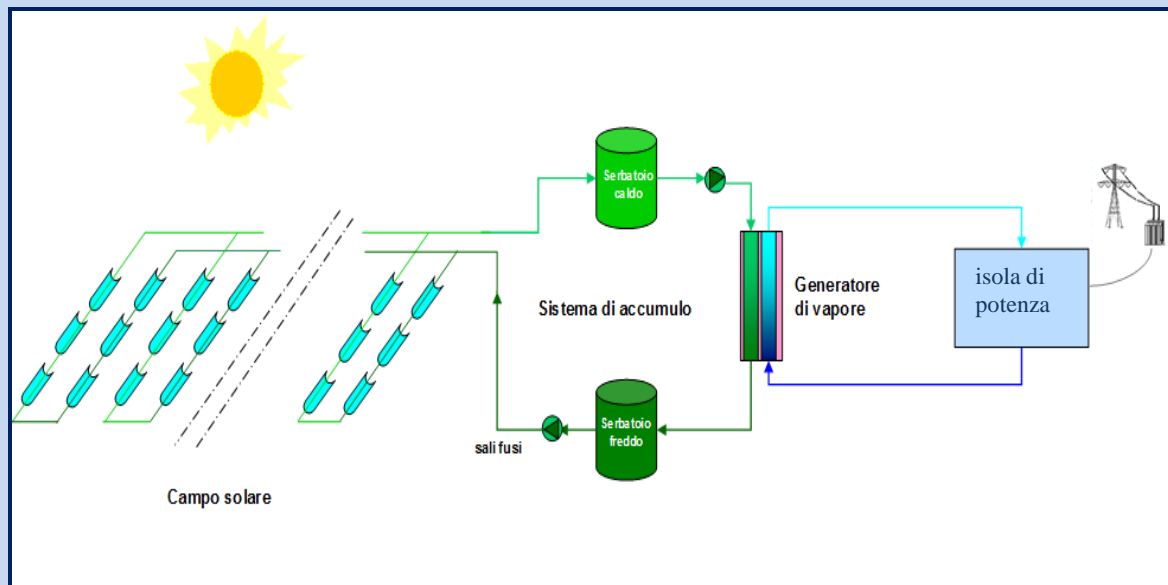 Serbatoio
caldo
Sistema di accumulo
Generatore
di vapore
isola di
potenza
Serbatoio
freddo
sali fusi
Campo solare